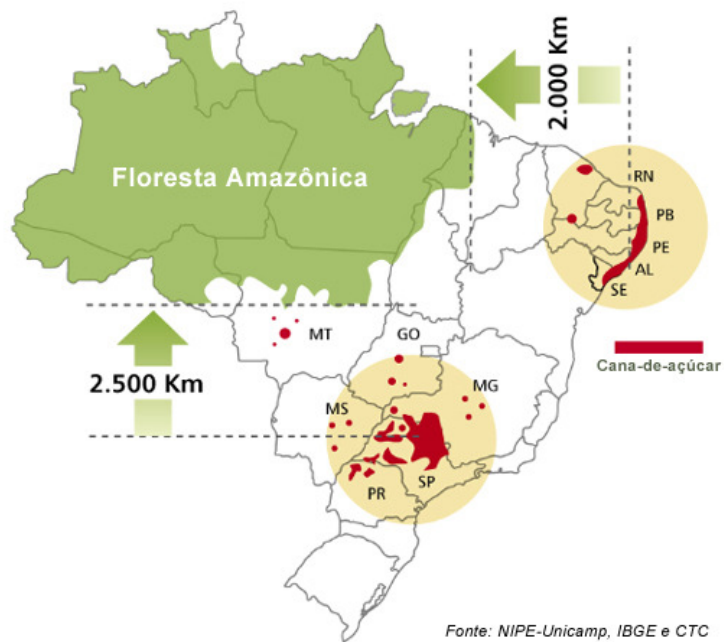 2.000 Km
Floresta Amazônica
RN
PB
PE
AL
SE
Cana-de-açúcar
MT
GO
2.500 Km
MG
MS
SP
PR
Fonte: NIPE-Unicamp, IBGE e CTC